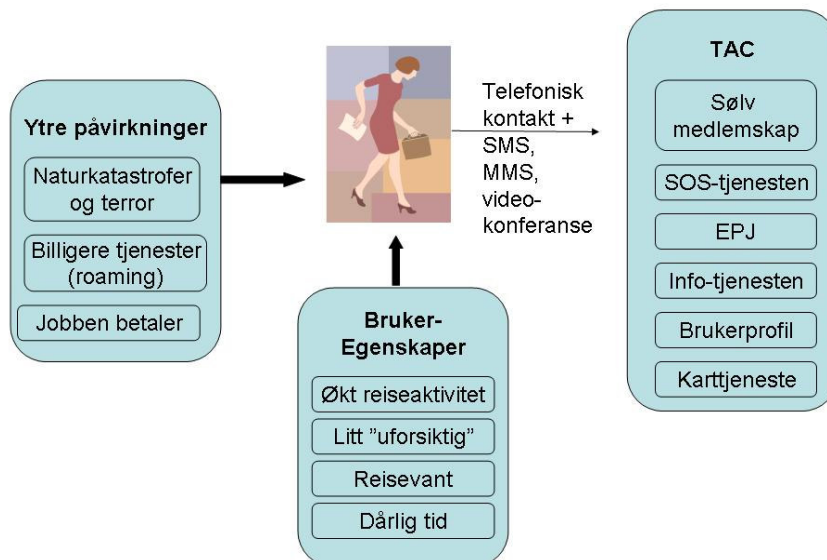 Ytre påvirkninger
Naturkatastrofer
og terror
Billigere tjenester
(roaming)
Jobben betaler
Bruker-
Egenskaper
Økt reiseaktivitet
Litt ”uforsiktig”
Reisevant
Dårlig tid
Telefonisk
kontakt +
SMS,
MMS,
video-
konferanse
TAC
Sølv
medlemskap
SOS-tjenesten
EPJ
Info-tjenesten
Brukerprofil
Karttjeneste